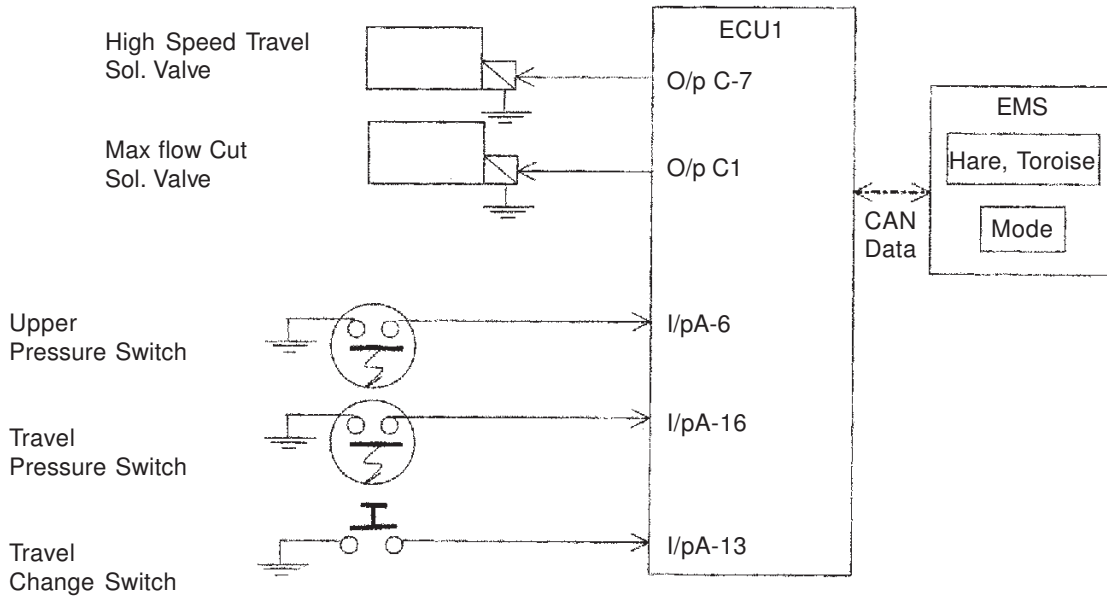 High Speed Travel
Sol. Valve
Max flow Cut
Sol. Valve
Upper
Pressure Switch
Travel
Pressure Switch
Travel
Change Switch
ECU1
O/p C-7
O/p C1
I/pA-6
I/pA-16
I/pA-13
CAN
Data
EMS
Hare, Toroise
Mode